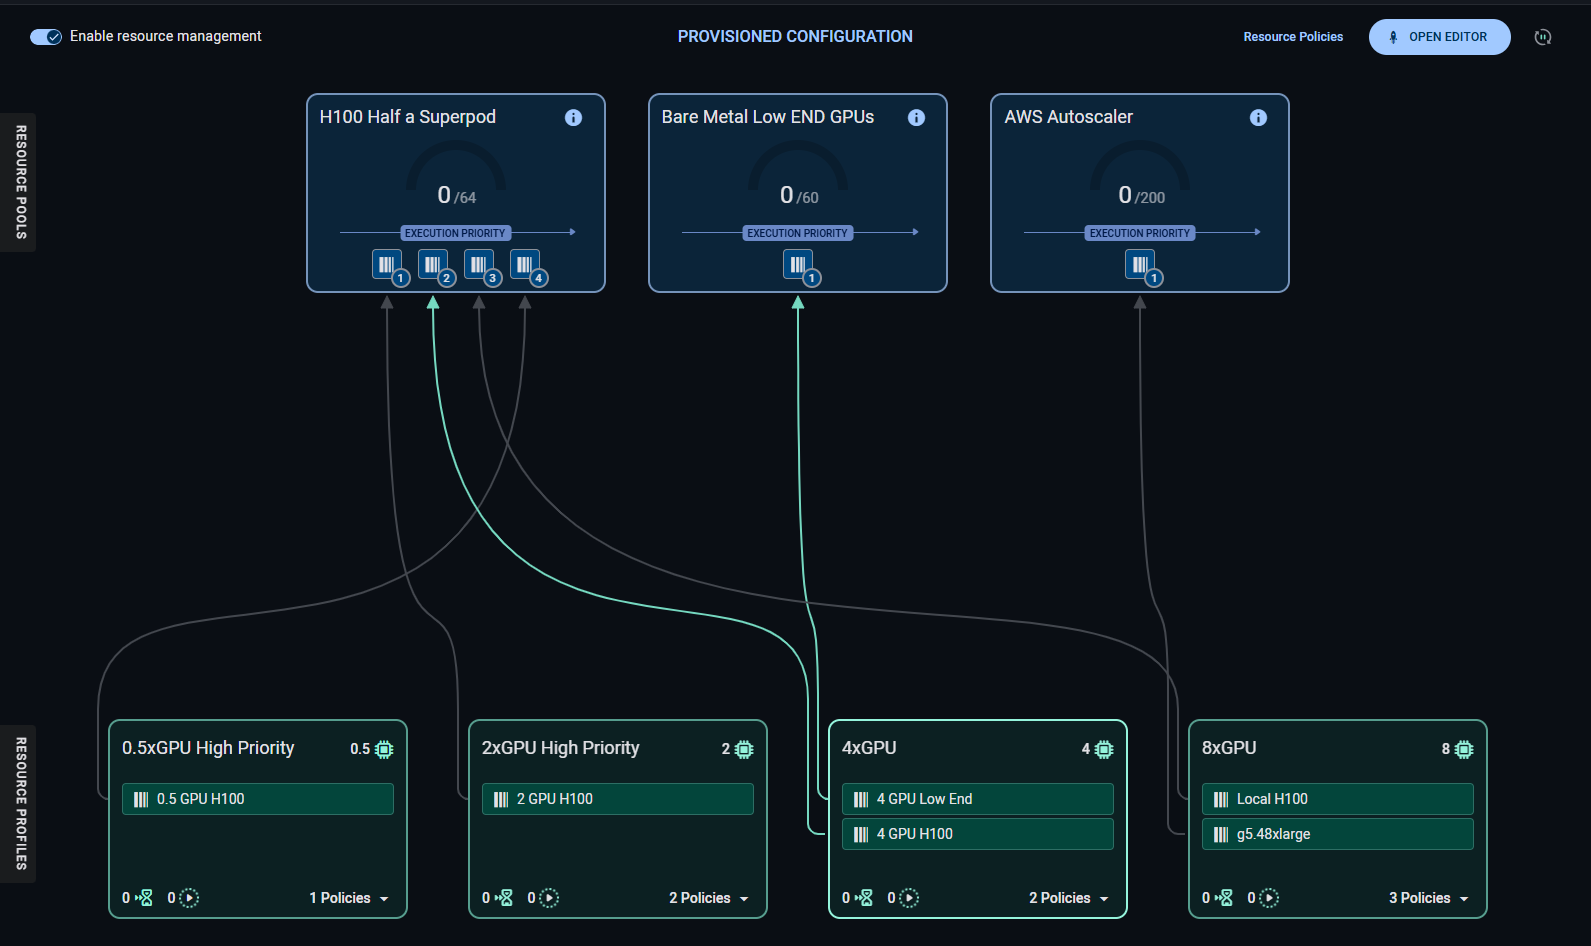 Enable resource management
PROVISIONED CONFIGURATION
Resource Policies
OPEN EDITOR
RESOURCE POOLS
H100 Half a Superpod
0/64
EXECUTION PRIORITY
1
2
3
4
Bare Metal Low END GPUs
0/60
EXECUTION PRIORITY
1
AWS Autoscaler
0/200
EXECUTION PRIORITY
1
RESOURCE PROFILES
0.5xGPU High Priority
0.5
0.5 GPU H100
0
0
1 Policies
2xGPU High Priority
2
2 GPU H100
0
0
2 Policies
4xGPU
4
4 GPU Low End
4 GPU H100
0
0
2 Policies
8xGPU
8
Local H100
g5.48xlarge
0
0
3 Policies